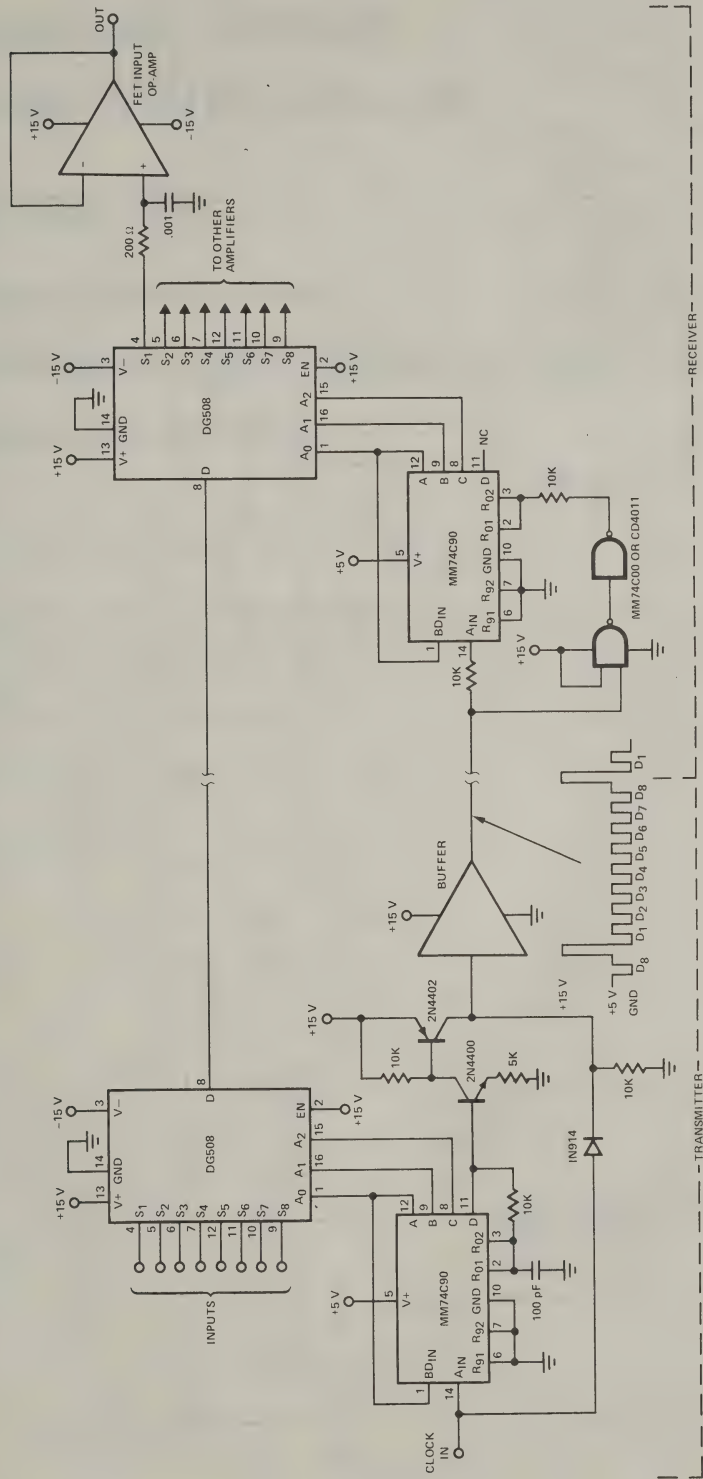 OUT
+15 V
FET INPUT
OP-AMP
-
+
-15 V
200 Ω
.001
TO OTHER
AMPLIFIERS
+15 V
-15 V
13
14
3
V+
GND
V-
8
D
DG508
S1
4
S2
5
S3
6
S4
7
S5
12
S6
11
S7
10
S8
9
A0
A1
A2
EN
1
16
15
2
+15 V
+5 V
5
V+
MM74C90
1
BDIN
AIN
14
10K
A
12
B
9
C
8
D
11
NC
R91
R92
GND
R01
R02
6
7
10
2
3
10K
+15 V
MM74C00 OR CD4011
RECEIVER
+15 V
-15 V
13
14
3
V+
GND
V-
INPUTS
4
S1
5
S2
6
S3
7
S4
12
S5
11
S6
10
S7
9
S8
DG508
D
8
A0
A1
A2
EN
1
16
15
2
+15 V
+5 V
5
V+
MM74C90
1
BDIN
AIN
14
CLOCK
IN
A
12
B
9
C
8
D
11
R91
R92
GND
R01
R02
6
7
10
2
3
100 pF
10K
+15 V
10K
2N4402
2N4400
5K
IN914
10K
+15 V
BUFFER
+15 V
+5 V
GND
D8
D1
D2
D3
D4
D5
D6
D7
D8
D1
TRANSMITTER